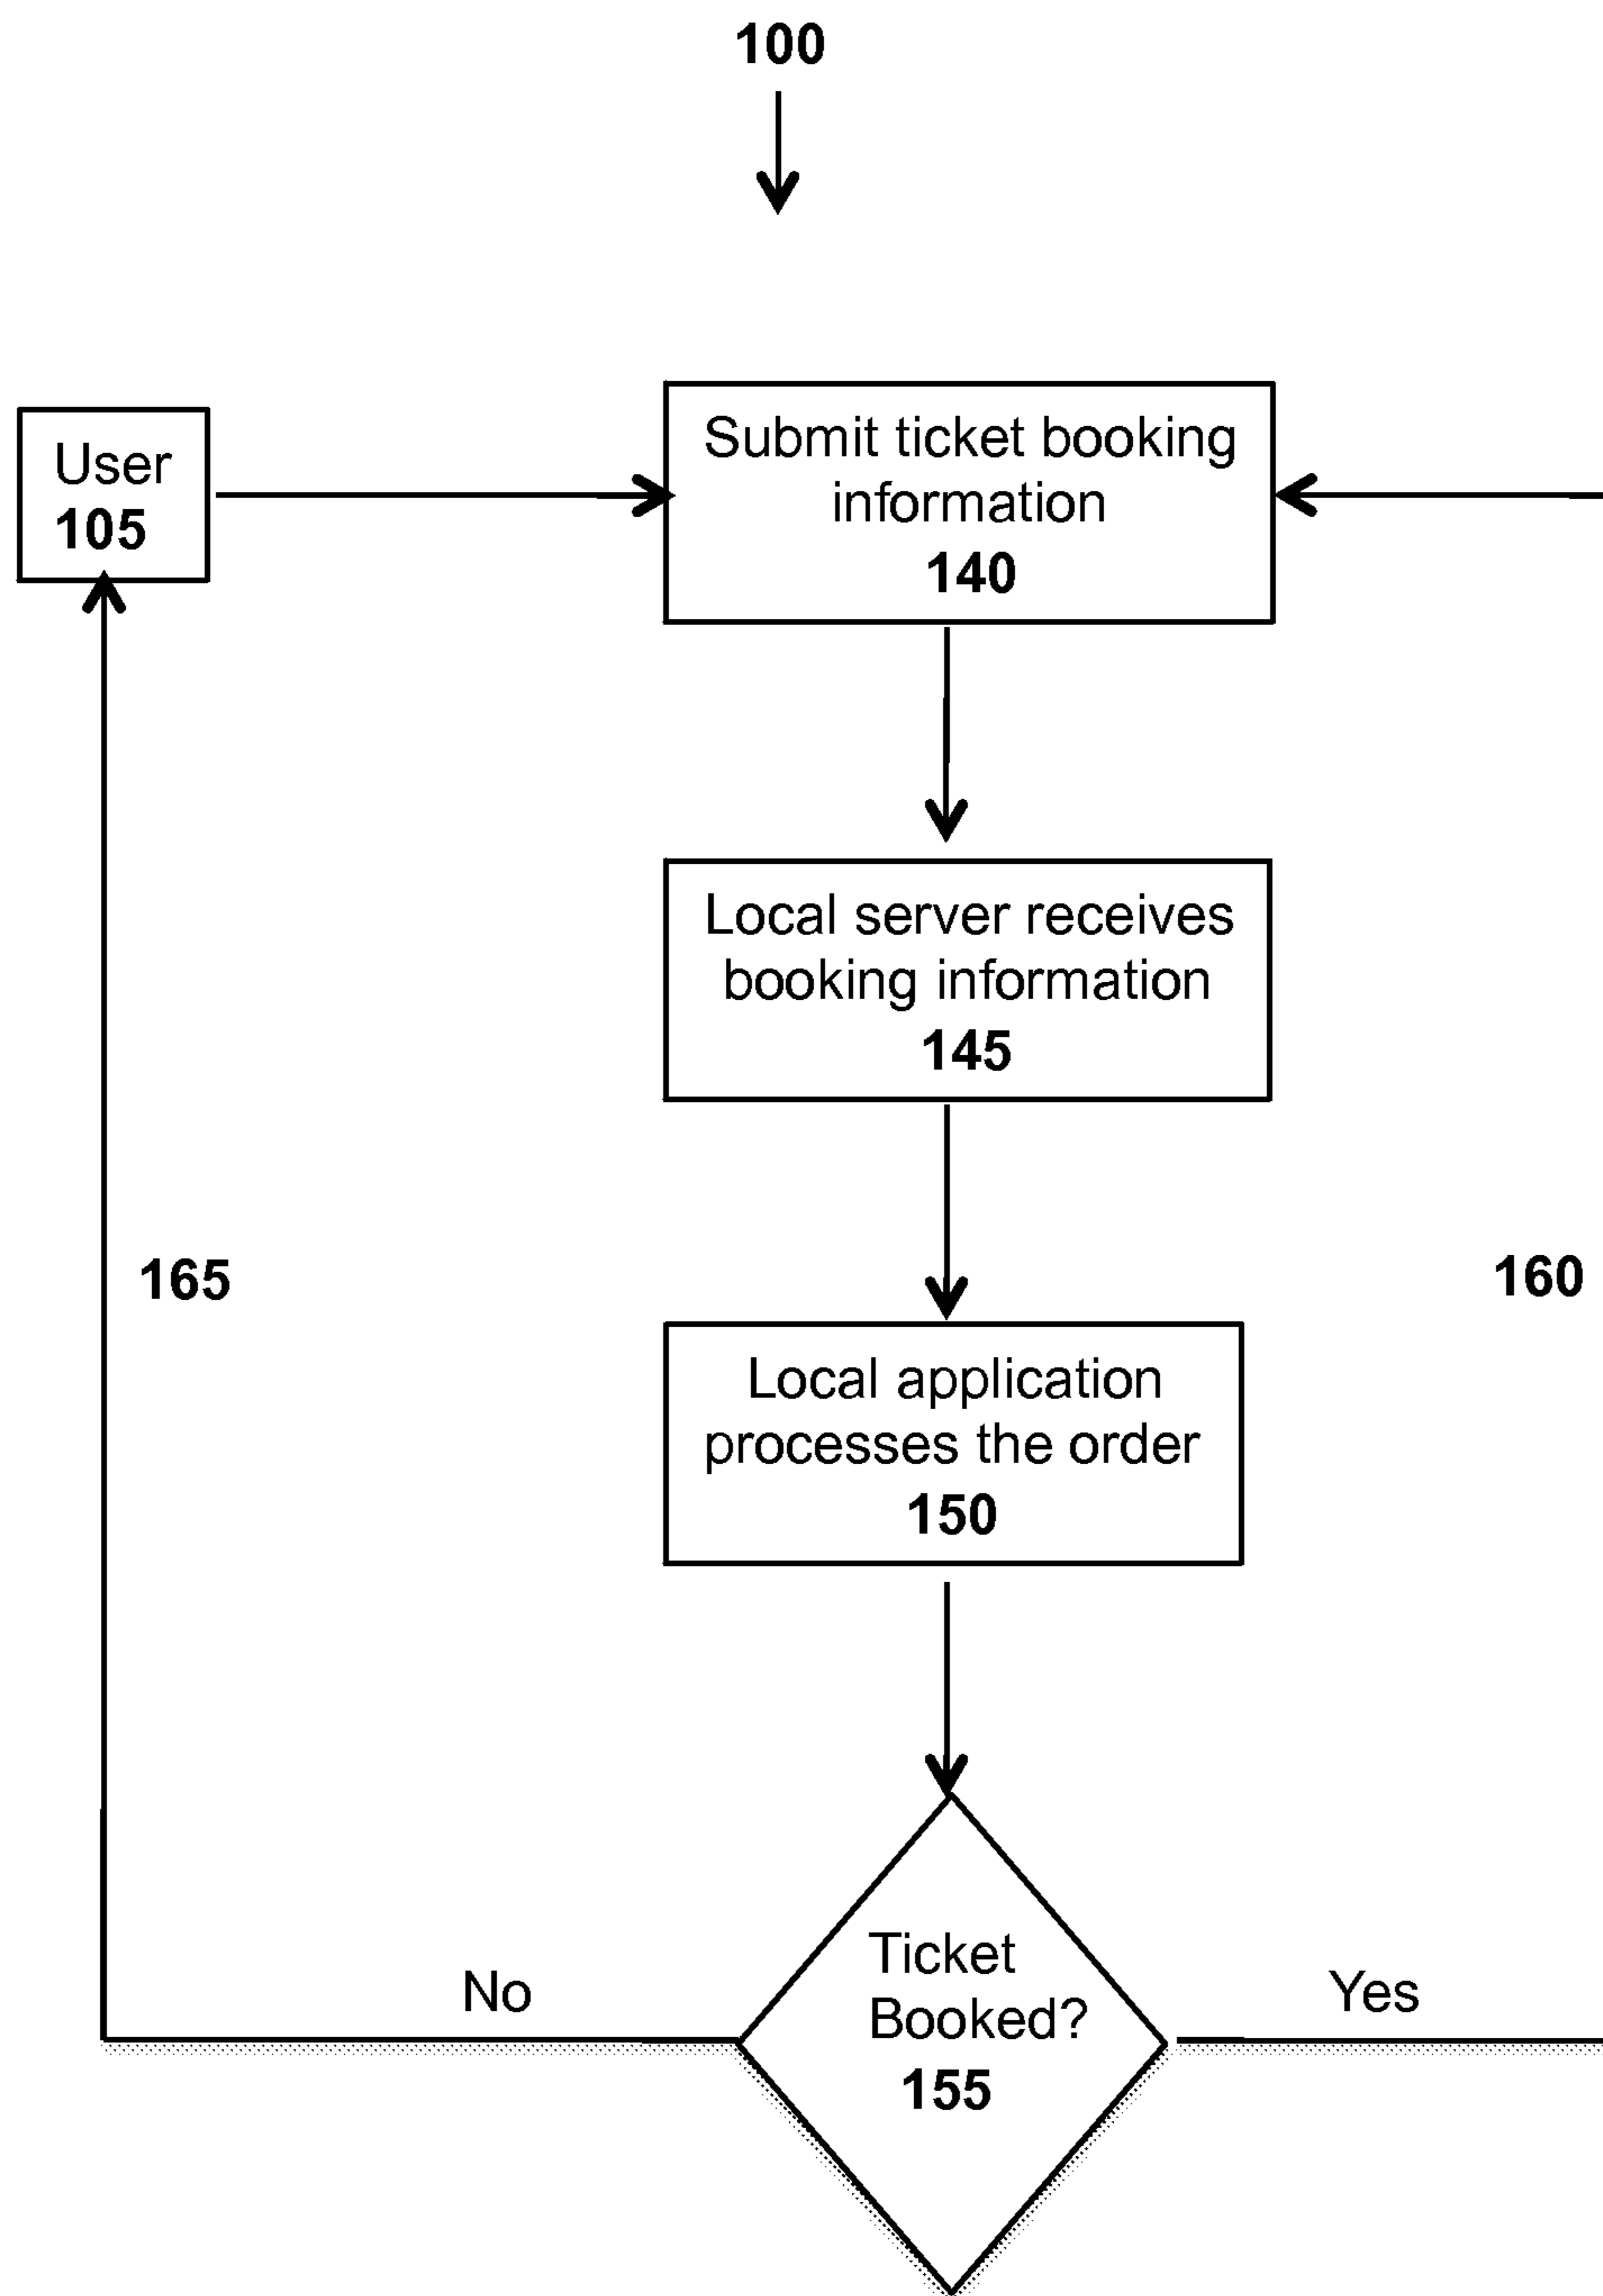 100
User
105
Submit ticket booking
information
140
Local server receives
booking information
145
165
160
Local application
processes the order
150
No
Ticket
Booked?
155
Yes